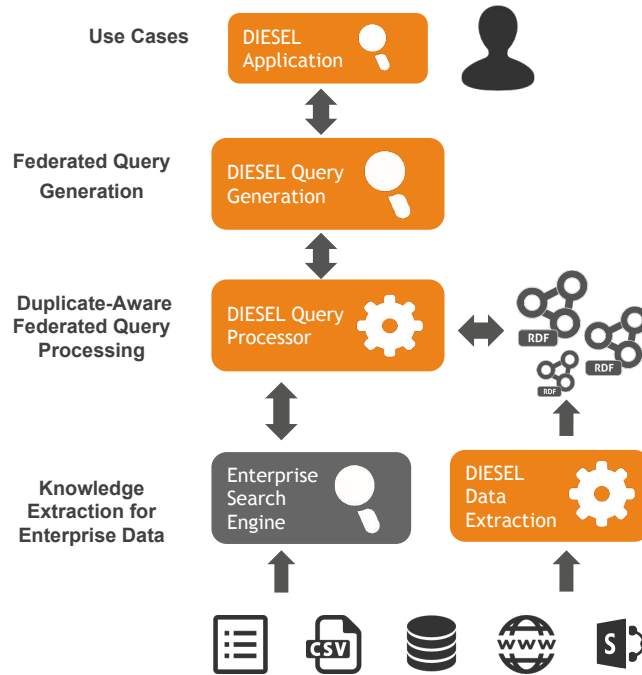 Use Cases
DIESEL
Application
Federated Query
Generation
DIESEL Query
Generation
Duplicate-Aware
Federated Query
Processing
DIESEL Query
Processor
RDF
RDF
RDF
Knowledge
Extraction for
Enterprise Data
Enterprise
Search
Engine
DIESEL
Data
Extraction
CSV
WWW
S